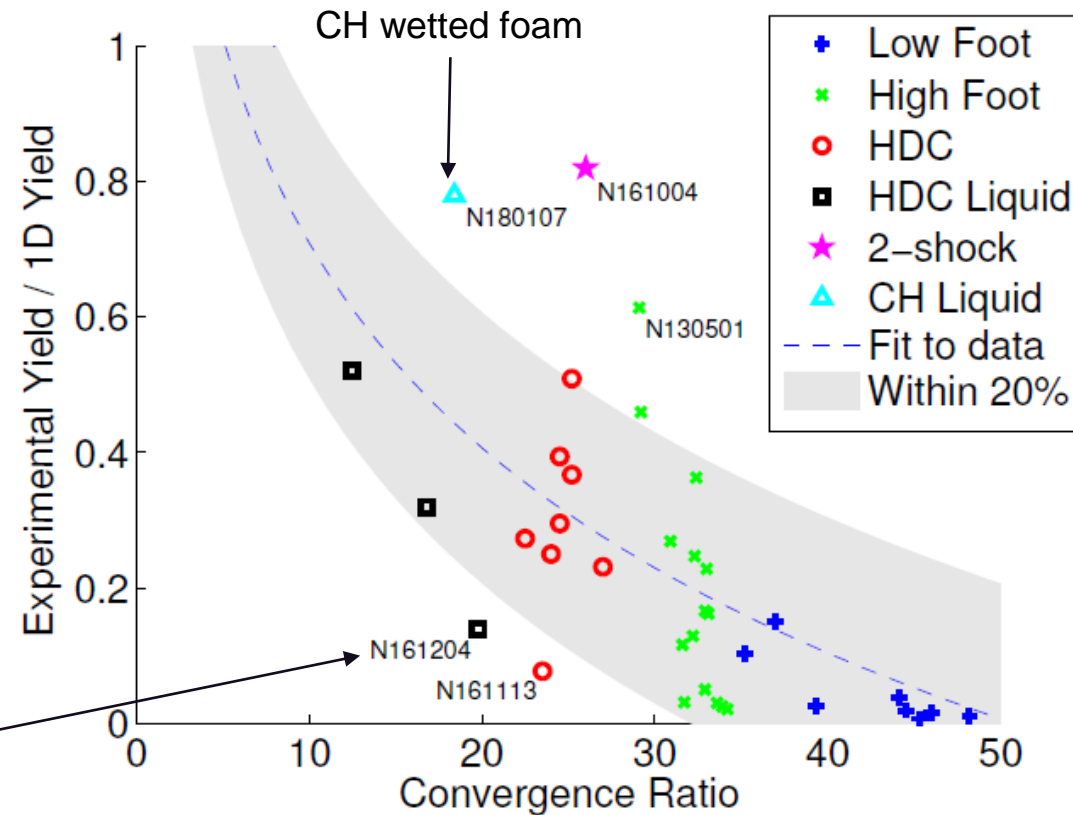 CH wetted foam
Experimental Yield / 1D Yield
1
0.8
0.6
0.4
0.2
0
0
10
20
30
40
50
Convergence Ratio
N161004
N180107
N130501
N161204
N161113
Low Foot
High Foot
HDC
HDC Liquid
2−shock
CH Liquid
Fit to data
Within 20%